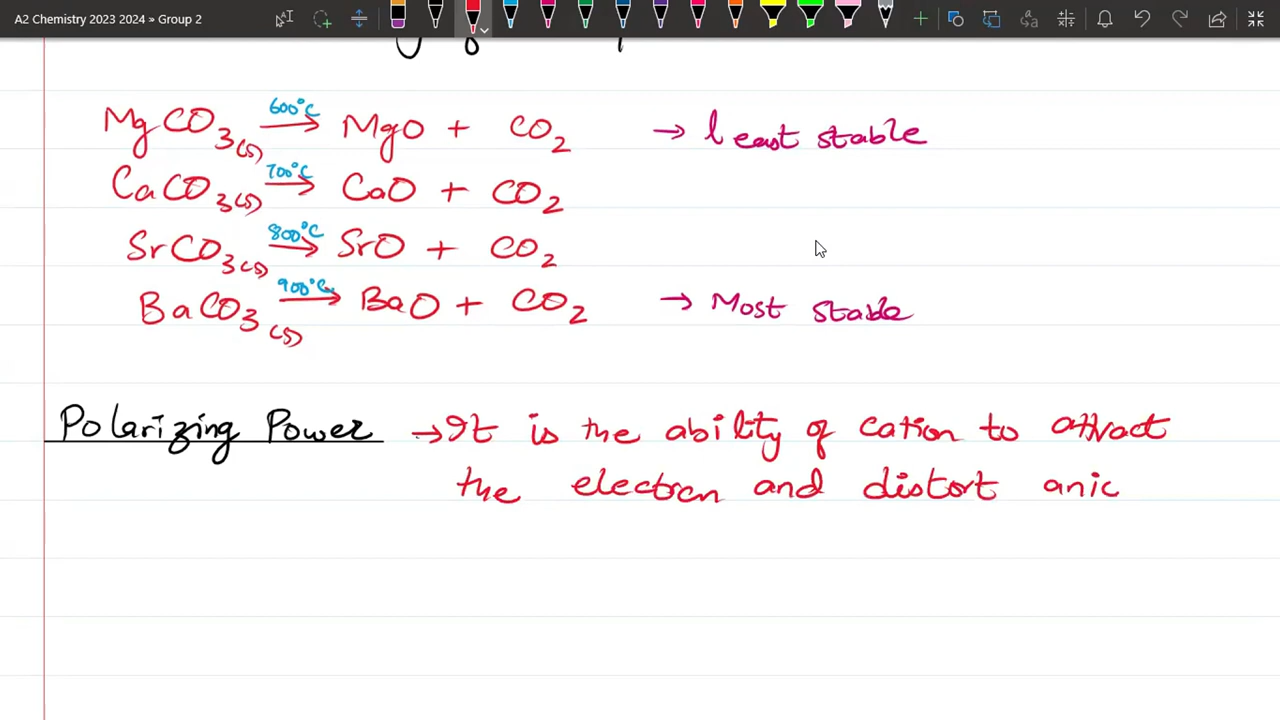 A2 Chemistry 2023 2024 » Group 2
MgCO3(s) —600°C→ MgO + CO2 → least stable
CaCO3(s) —700°C→ CaO + CO2
SrCO3(s) —800°C→ SrO + CO2
BaCO3(s) —900°C→ BaO + CO2 → Most stable
Polarizing Power → It is the ability of cation to attract
the electron and distort anic